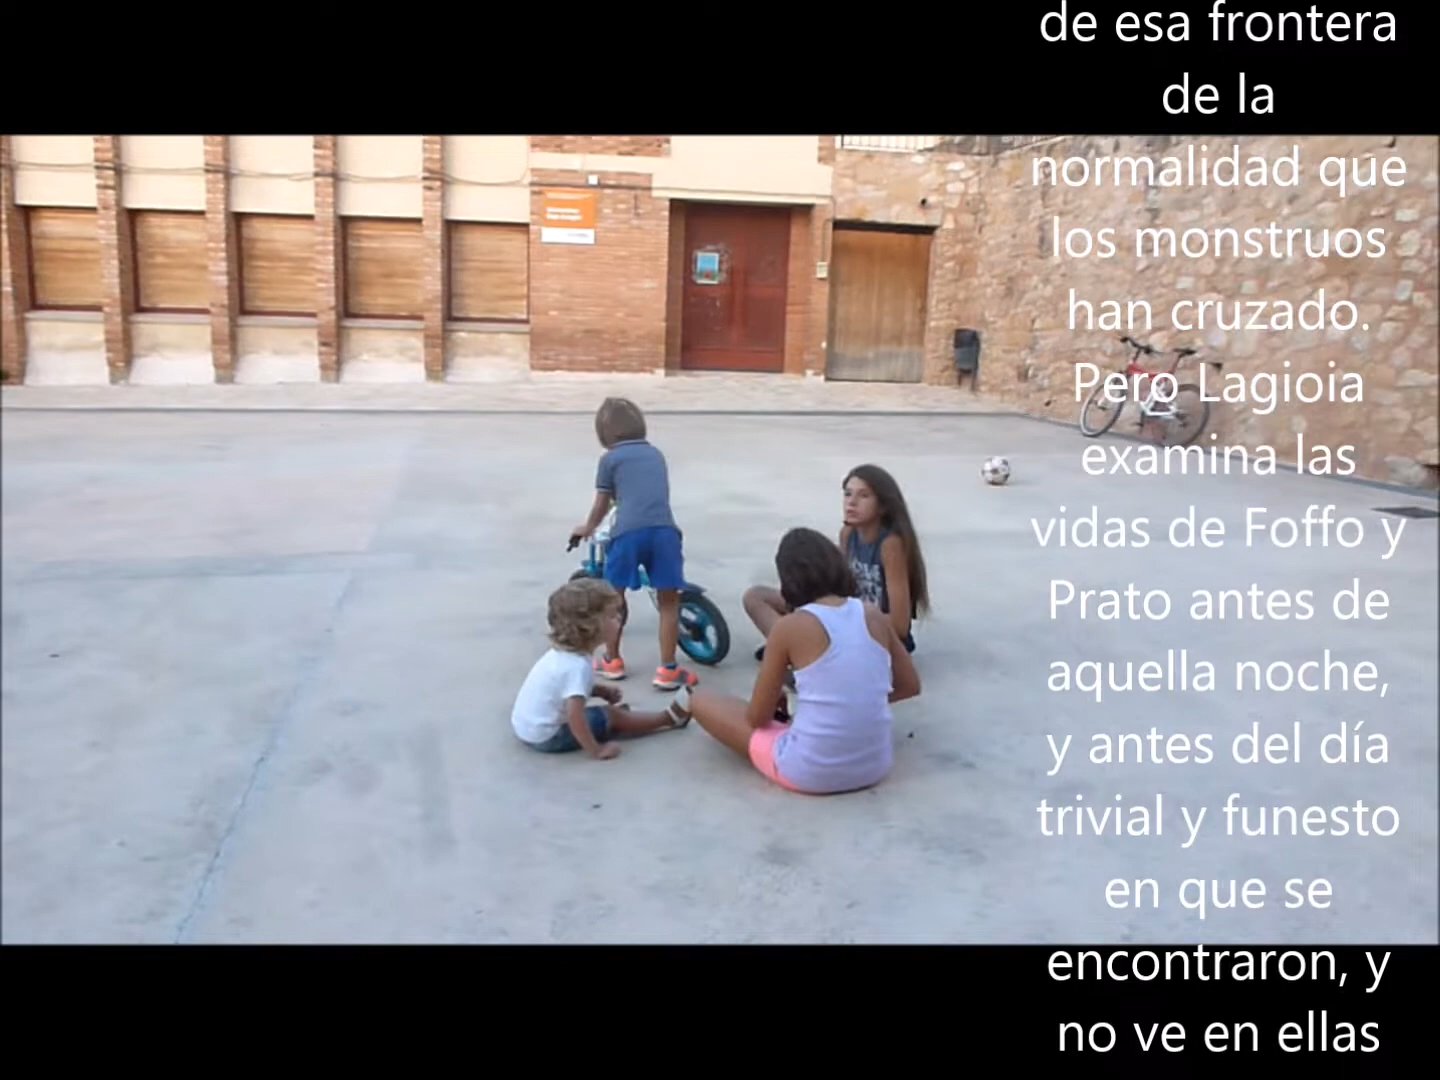 de esa frontera
de la
normalidad que
los monstruos
han cruzado.
Pero Lagioia
examina las
vidas de Foffo y
Prato antes de
aquella noche,
y antes del día
trivial y funesto
en que se
encontraron, y
no ve en ellas